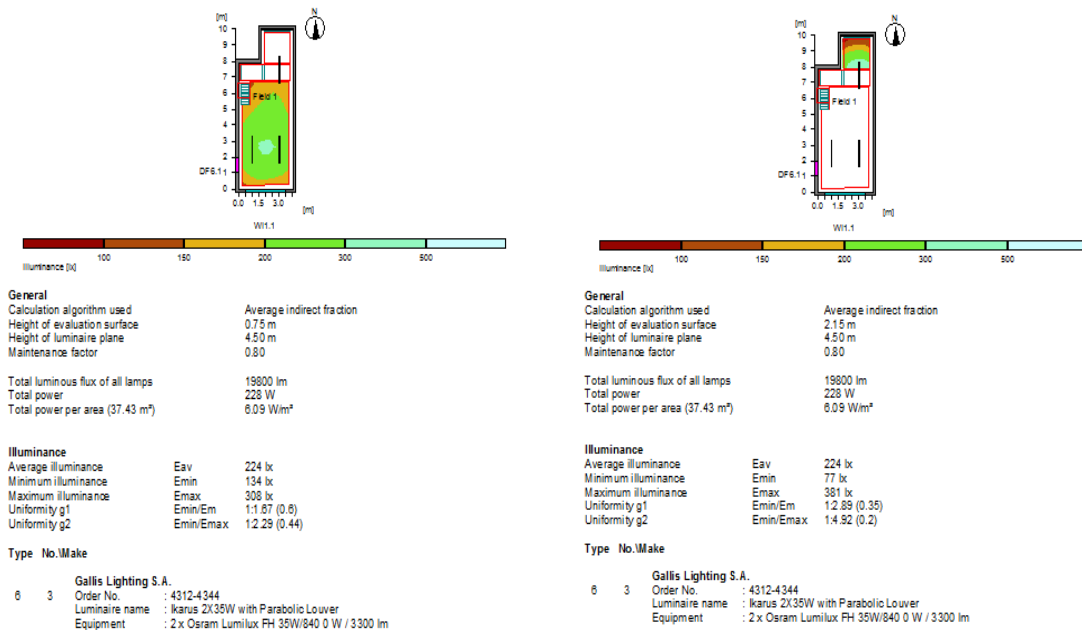 [m]
N
10
9
8
7
6
5
4
3
2
1
0
Field 1
DF6.1
0.0 1.5 3.0
[m]
WI1.1
100 150 200 300 500
Illuminance [lx]
General
Calculation algorithm used Average indirect fraction
Height of evaluation surface 0.75 m
Height of luminaire plane 4.50 m
Maintenance factor 0.80
Total luminous flux of all lamps 19800 lm
Total power 228 W
Total power per area (37.43 m²) 6.09 W/m²
Illuminance
Average illuminance Eav 224 lx
Minimum illuminance Emin 134 lx
Maximum illuminance Emax 308 lx
Uniformity g1 Emin/Em 1:1.67 (0.6)
Uniformity g2 Emin/Emax 1:2.29 (0.44)
Type No.\Make
Gallis Lighting S.A.
6 3 Order No. : 4312-4344
Luminaire name : Ikarus 2X35W with Parabolic Louver
Equipment : 2 x Osram Lumilux FH 35W/840 0 W / 3300 lm
[m]
N
10
9
8
7
6
5
4
3
2
1
0
Field 1
DF6.1
0.0 1.5 3.0
[m]
WI1.1
100 150 200 300 500
Illuminance [lx]
General
Calculation algorithm used Average indirect fraction
Height of evaluation surface 2.15 m
Height of luminaire plane 4.50 m
Maintenance factor 0.80
Total luminous flux of all lamps 19800 lm
Total power 228 W
Total power per area (37.43 m²) 6.09 W/m²
Illuminance
Average illuminance Eav 224 lx
Minimum illuminance Emin 77 lx
Maximum illuminance Emax 381 lx
Uniformity g1 Emin/Em 1:2.89 (0.35)
Uniformity g2 Emin/Emax 1:4.92 (0.2)
Type No.\Make
Gallis Lighting S.A.
6 3 Order No. : 4312-4344
Luminaire name : Ikarus 2X35W with Parabolic Louver
Equipment : 2 x Osram Lumilux FH 35W/840 0 W / 3300 lm